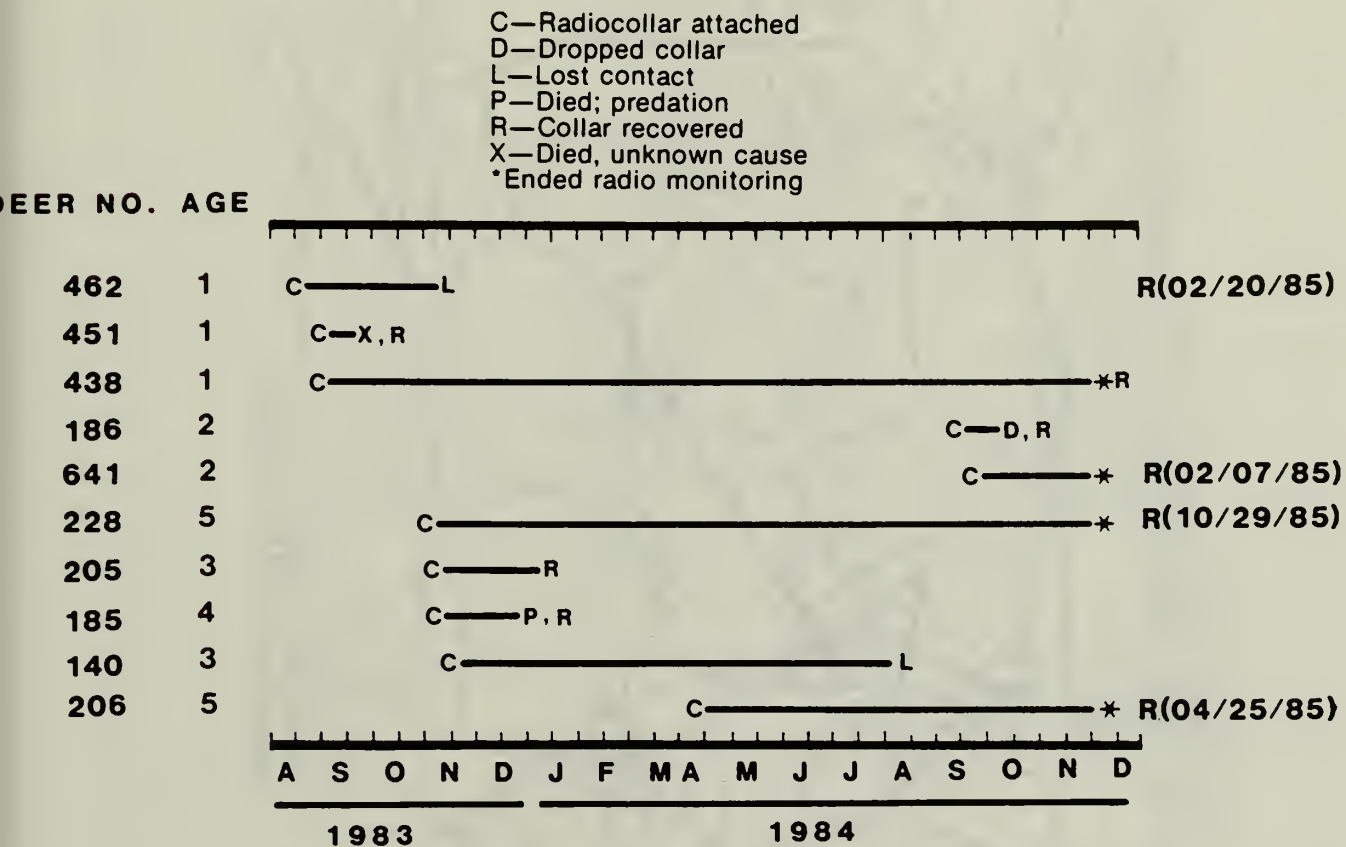 C—Radiocollar attached
D—Dropped collar
L—Lost contact
P—Died; predation
R—Collar recovered
X—Died, unknown cause
*Ended radio monitoring
DEER NO. AGE
462 1 C L R(02/20/85)
451 1 C X, R
438 1 C *R
186 2 C D, R
641 2 C * R(02/07/85)
228 5 C * R(10/29/85)
205 3 C R
185 4 C P, R
140 3 C L
206 5 C * R(04/25/85)
A S O N D J F M A M J J A S O N D
1983 1984